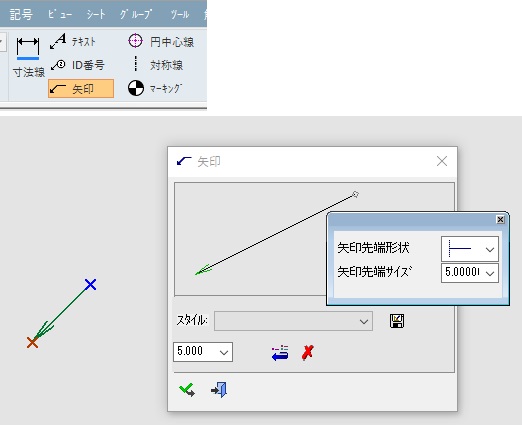 記号 ﾋﾞｭｰ ｼｰﾄ ｸﾞﾙｰﾌﾟ ﾂｰﾙ
ﾃｷｽﾄ 円中心線
寸法線 ID番号 対称線
矢印 ﾏｰｷﾝｸﾞ
矢印
矢印先端形状
矢印先端ｻｲｽﾞ 5.0000
ｽﾀｲﾙ:
5.000